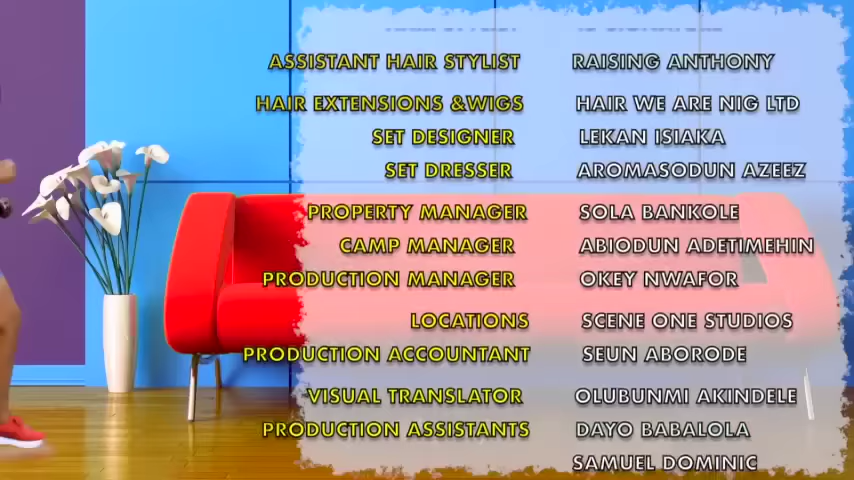 ASSISTANT HAIR STYLIST RAISING ANTHONY
HAIR EXTENSIONS &WIGS HAIR WE ARE NIG LTD
SET DESIGNER LEKAN ISIAKA
SET DRESSER AROMASODUN AZEEZ
PROPERTY MANAGER SOLA BANKOLE
CAMP MANAGER ABIODUN ADETIMEHIN
PRODUCTION MANAGER OKEY NWAFOR
LOCATIONS SCENE ONE STUDIOS
PRODUCTION ACCOUNTANT SEUN ABORODE
VISUAL TRANSLATOR OLUBUNMI AKINDELE
PRODUCTION ASSISTANTS DAYO BABALOLA
SAMUEL DOMINIC